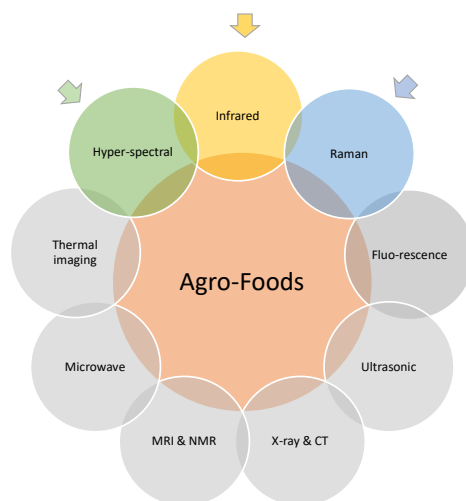 Infrared
Hyper-spectral
Raman
Thermal
imaging
Fluo-rescence
Agro-Foods
Microwave
Ultrasonic
MRI & NMR
X-ray & CT